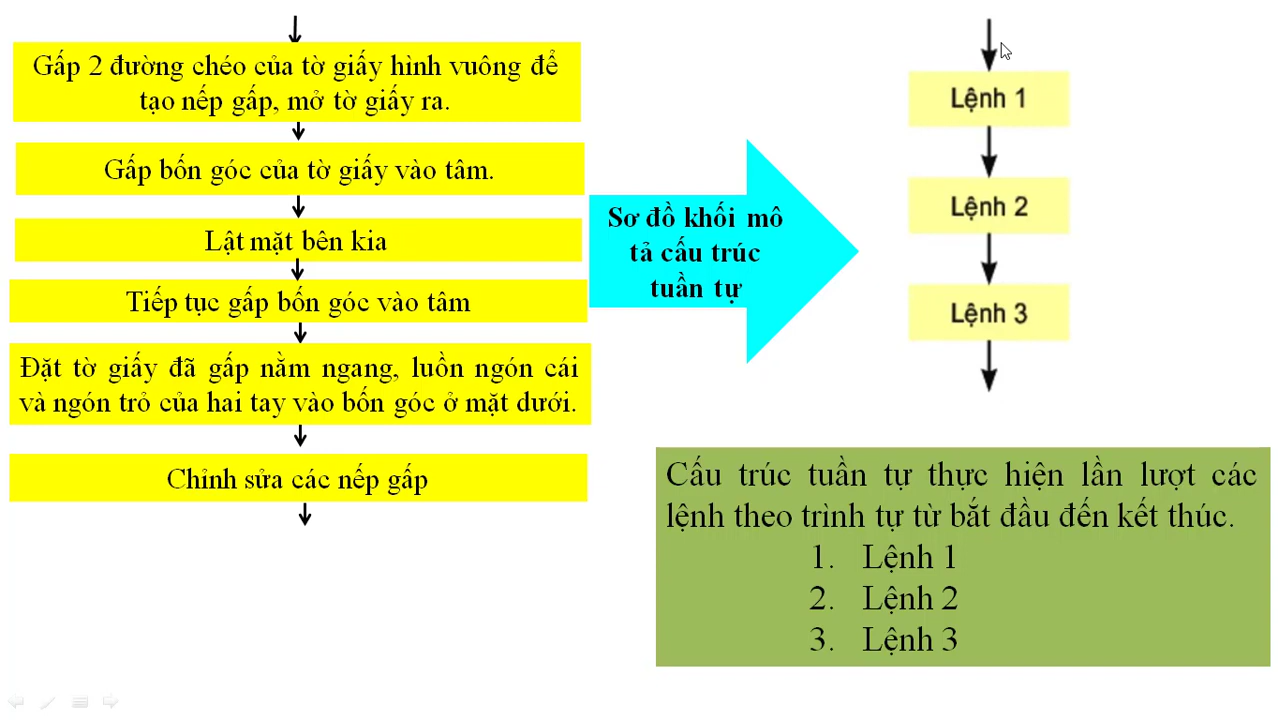 Gấp 2 đường chéo của tờ giấy hình vuông để
tạo nếp gấp, mở tờ giấy ra.
Gấp bốn góc của tờ giấy vào tâm.
Lật mặt bên kia
Tiếp tục gấp bốn góc vào tâm
Đặt tờ giấy đã gấp nằm ngang, luồn ngón cái
và ngón trỏ của hai tay vào bốn góc ở mặt dưới.
Chỉnh sửa các nếp gấp
Sơ đồ khối mô
tả cấu trúc
tuần tự
Lệnh 1
Lệnh 2
Lệnh 3
Cấu trúc tuần tự thực hiện lần lượt các
lệnh theo trình tự từ bắt đầu đến kết thúc.
1. Lệnh 1
2. Lệnh 2
3. Lệnh 3